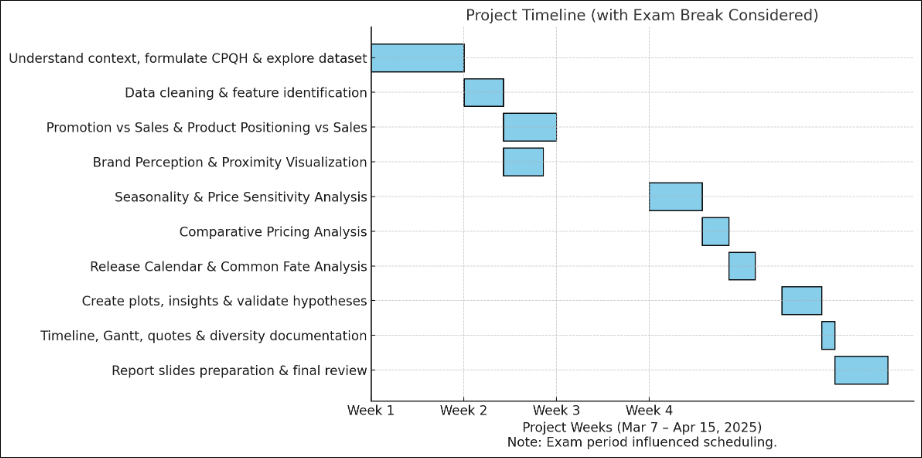 Project Timeline (with Exam Break Considered)
Understand context, formulate CPQH & explore dataset
Data cleaning & feature identification
Promotion vs Sales & Product Positioning vs Sales
Brand Perception & Proximity Visualization
Seasonality & Price Sensitivity Analysis
Comparative Pricing Analysis
Release Calendar & Common Fate Analysis
Create plots, insights & validate hypotheses
Timeline, Gantt, quotes & diversity documentation
Report slides preparation & final review
Week 1 Week 2 Week 3 Week 4
Project Weeks (Mar 7 – Apr 15, 2025)
Note: Exam period influenced scheduling.